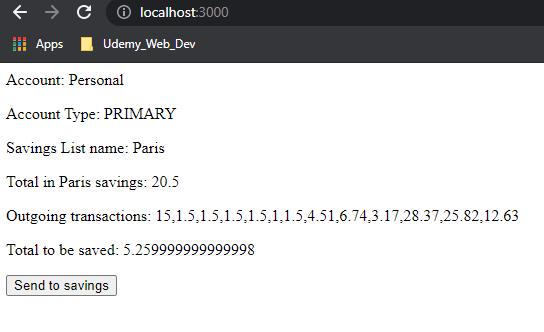 localhost:3000
Apps Udemy_Web_Dev
Account: Personal
Account Type: PRIMARY
Savings List name: Paris
Total in Paris savings: 20.5
Outgoing transactions: 15,1.5,1.5,1.5,1.5,1,1.5,4.51,6.74,3.17,28.37,25.82,12.63
Total to be saved: 5.259999999999998
Send to savings